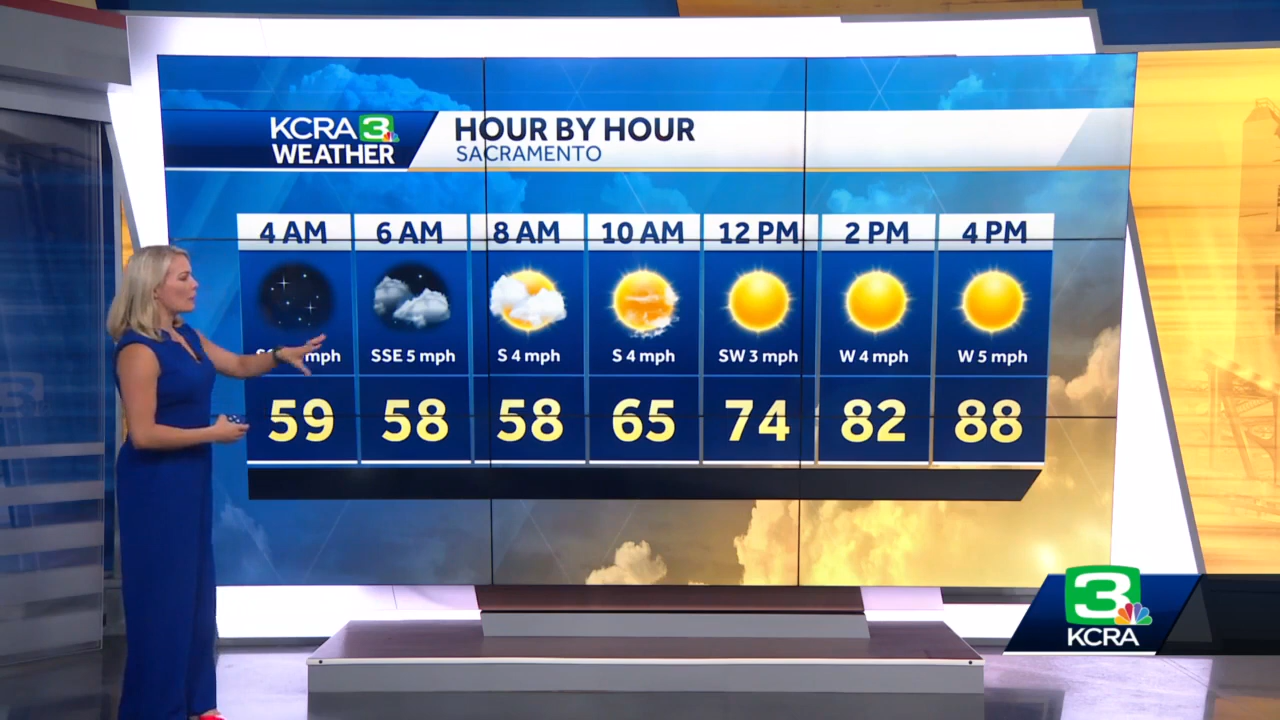 KCRA 3
WEATHER
HOUR BY HOUR
SACRAMENTO
4 AM 6 AM 8 AM 10 AM 12 PM 2 PM 4 PM
mph SSE 5 mph S 4 mph S 4 mph SW 3 mph W 4 mph W 5 mph
59 58 58 65 74 82 88
3
KCRA